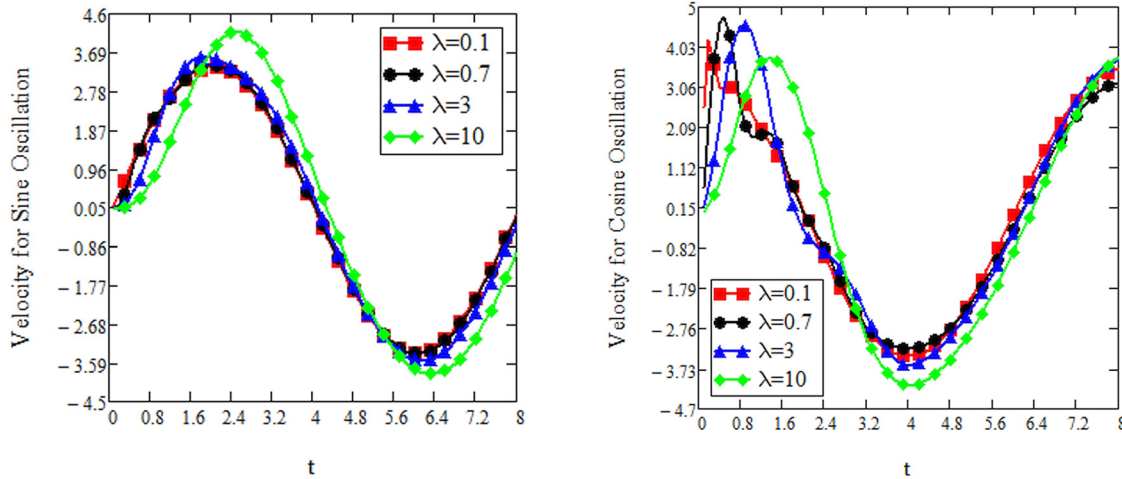 Velocity for Sine Oscillation
4.6
3.69
2.78
1.87
0.96
0.05
−0.86
−1.77
−2.68
−3.59
−4.5
λ=0.1
λ=0.7
λ=3
λ=10
0 0.8 1.6 2.4 3.2 4 4.8 5.6 6.4 7.2 8
t
Velocity for Cosine Oscillation
5
4.03
3.06
2.09
1.12
0.15
−0.82
−1.79
−2.76
−3.73
−4.7
λ=0.1
λ=0.7
λ=3
λ=10
0 0.8 1.6 2.4 3.2 4 4.8 5.6 6.4 7.2 8
t